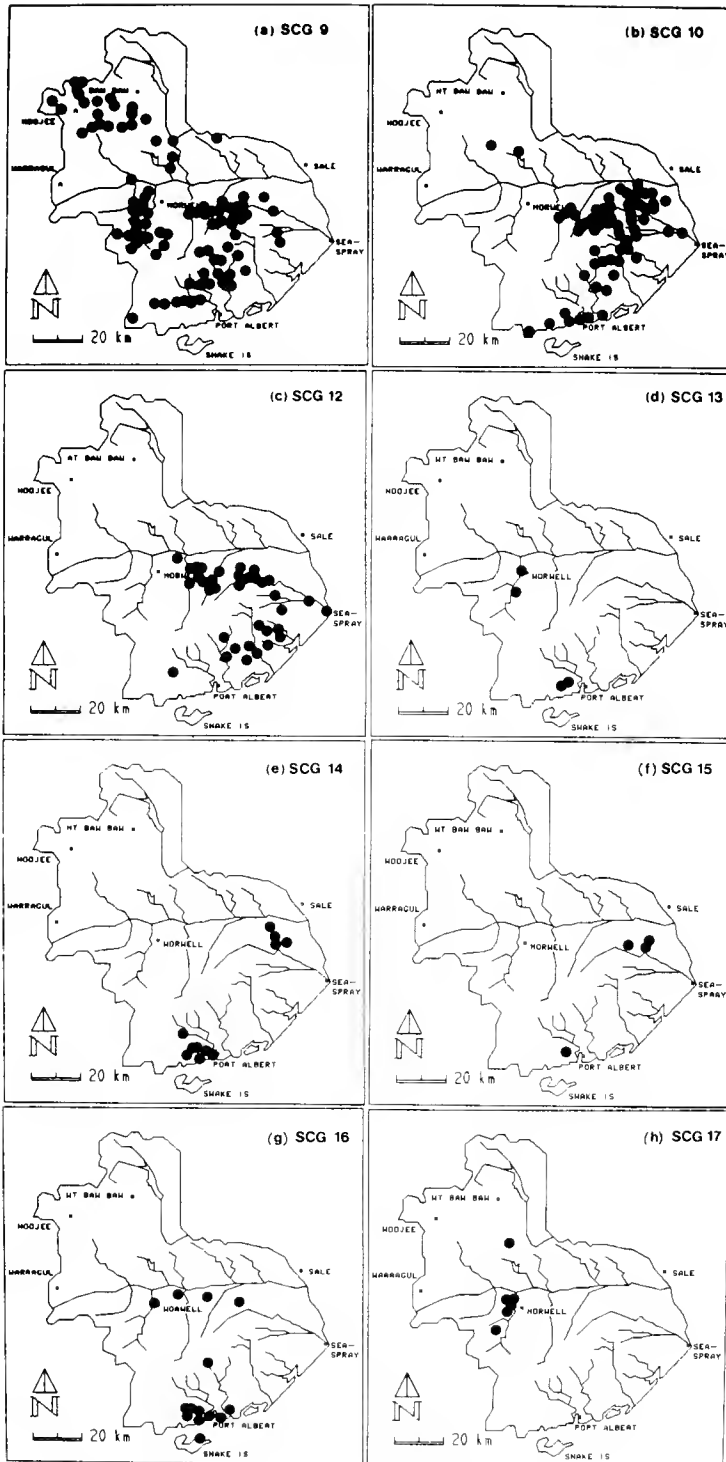 (a) SCG 9
BAW BAW
NOOJEE
WARRAGUL
SALE
MORWELL
SEA-
SPRAY
N
20 km
PORT ALBERT
SNAKE IS
(b) SCG 10
MT BAW BAW
NOOJEE
WARRAGUL
SALE
MORWELL
SEA-
SPRAY
N
20 km
PORT ALBERT
SNAKE IS
(c) SCG 12
MT BAW BAW
NOOJEE
WARRAGUL
SALE
SEA-
SPRAY
N
20 km
PORT ALBERT
SNAKE IS
(d) SCG 13
MT BAW BAW
NOOJEE
WARRAGUL
SALE
MORWELL
SEA-
SPRAY
N
20 km
PORT ALBERT
SNAKE IS
(e) SCG 14
MT BAW BAW
NOOJEE
WARRAGUL
SALE
MORWELL
SEA-
SPRAY
N
20 km
PORT ALBERT
SNAKE IS
(f) SCG 15
MT BAW BAW
NOOJEE
WARRAGUL
SALE
MORWELL
SEA-
SPRAY
N
20 km
PORT ALBERT
SNAKE IS
(g) SCG 16
MT BAW BAW
NOOJEE
WARRAGUL
SALE
MORWELL
SEA-
SPRAY
N
20 km
PORT ALBERT
SNAKE IS
(h) SCG 17
MT BAW BAW
NOOJEE
WARRAGUL
SALE
MORWELL
SEA-
SPRAY
N
20 km
PORT ALBERT
SNAKE IS